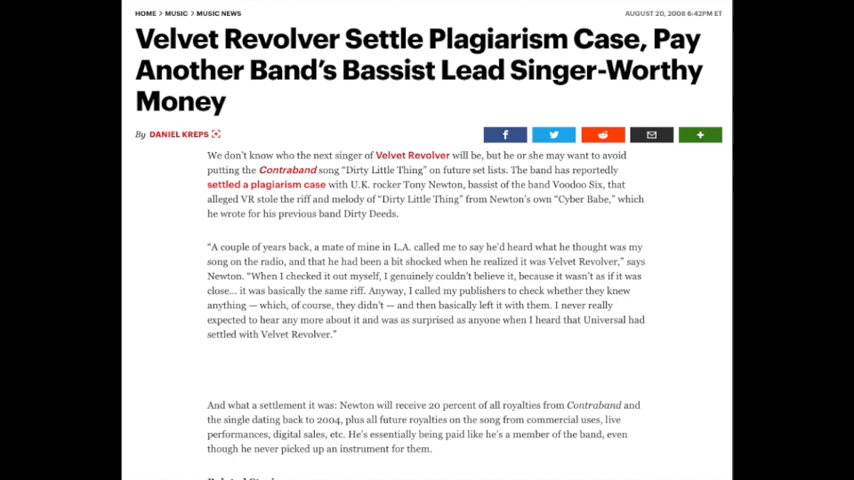 HOME > MUSIC > MUSIC NEWS
AUGUST 20, 2008 6:42PM ET
Velvet Revolver Settle Plagiarism Case, Pay
Another Band's Bassist Lead Singer-Worthy
Money
By DANIEL KREPS
We don't know who the next singer of Velvet Revolver will be, but he or she may want to avoid
putting the Contraband song “Dirty Little Thing” on future set lists. The band has reportedly
settled a plagiarism case with U.K. rocker Tony Newton, bassist of the band Voodoo Six, that
alleged VR stole the riff and melody of “Dirty Little Thing” from Newton's own “Cyber Babe,” which
he wrote for his previous band Dirty Deeds.
“A couple of years back, a mate of mine in L.A. called me to say he'd heard what he thought was my
song on the radio, and that he had been a bit shocked when he realized it was Velvet Revolver,” says
Newton. “When I checked it out myself, I genuinely couldn't believe it, because it wasn't as if it was
close... it was basically the same riff. Anyway, I called my publishers to check whether they knew
anything — which, of course, they didn't — and then basically left it with them. I never really
expected to hear any more about it and was as surprised as anyone when I heard that Universal had
settled with Velvet Revolver.”
And what a settlement it was: Newton will receive 20 percent of all royalties from Contraband and
the single dating back to 2004, plus all future royalties on the song from commercial uses, live
performances, digital sales, etc. He's essentially being paid like he's a member of the band, even
though he never picked up an instrument for them.